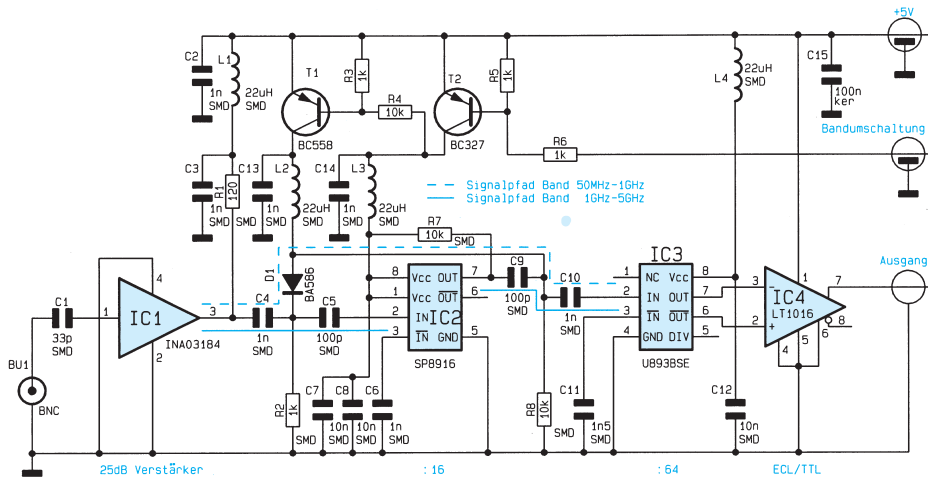 +5V
C2
1n
SMD
L1
22uH
SMD
T1
BC558
R3
1k
R4
10k
T2
BC327
R5
1k
R6
1k
L4
22uH
SMD
C15
100n
ker
Bandumschaltung
C3
1n
SMD
R1
120
SMD
C13
1n
SMD
L2
22uH
SMD
C14
1n
SMD
L3
22uH
SMD
Signalpfad Band 50MHz-1GHz
Signalpfad Band 1GHz-5GHz
R7
10k
SMD
D1
BA586
C9
100p
SMD
C10
1n
SMD
IC3
1 NC Vcc 8
2 IN OUT 7
3 IN OUT 6
4 GND DIV 5
U893BSE
8 Vcc OUT 7
1 Vcc OUT 6
2 IN
IC2
3 IN GND 5
SP8916
Ausgang
1
3 −
2 +
IC4
LT1016
7
8
6
4
5
C1
33p
SMD
1
IC1
4
3
2
INA03184
C4
1n
SMD
C5
100p
SMD
BU1
BNC
R2
1k
SMD
C7
10n
SMD
C8
10n
SMD
C6
1n
SMD
R8
10k
SMD
C11
1n5
SMD
C12
10n
SMD
25dB Verstärker
:16
:64
ECL/TTL